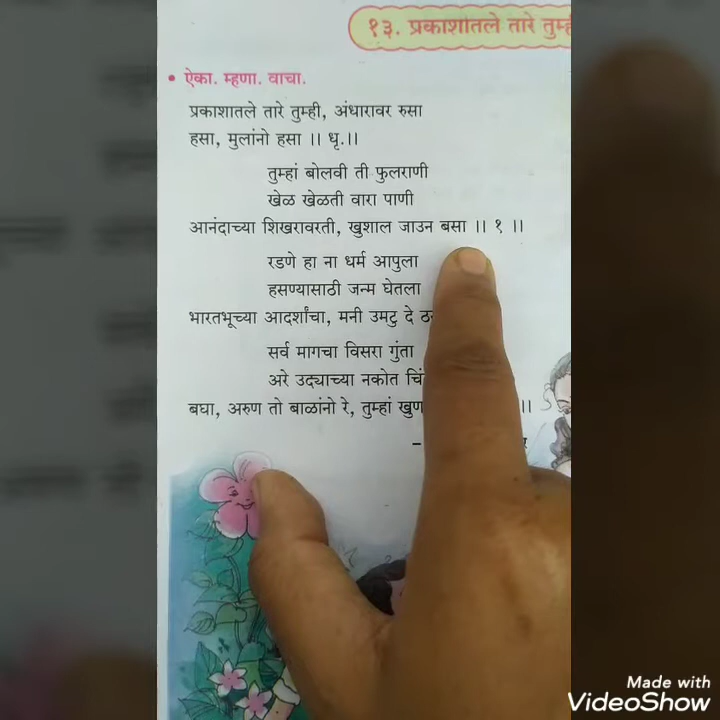 १३. प्रकाशातले तारे
• ऐका. म्हणा. वाचा.
प्रकाशातले तारे तुम्ही, अंधारावर रुसा
हसा, मुलांनो हसा ।। धृ.।।
तुम्हां बोलवी ती फुलराणी
खेळ खेळती वारा पाणी
आनंदाच्या शिखरावरती, खुशाल जाउन बसा ।। १ ।।
रडणे हा ना धर्म आपुला
हसण्यासाठी जन्म घेतला
भारतभूच्या आदर्शांचा, मनी उमटु दे
सर्व मागचा विसरा गुंता
अरे उद्याच्या नकोत
बघा, अरुण तो बाळांनो रे, तुम्हां ।।
Made with
VideoShow